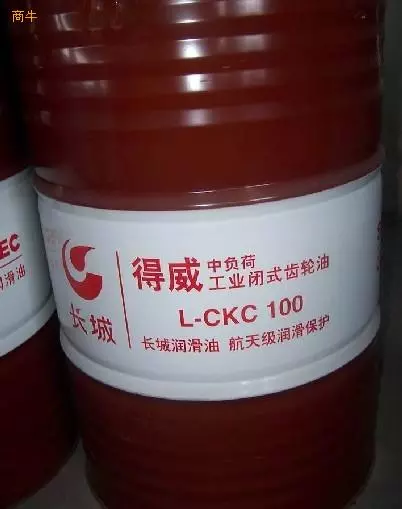 商牛
EC
滑油
长城
得威
中负荷
工业闭式齿轮油
L-CKC 100
长城润滑油 航天级润滑保护